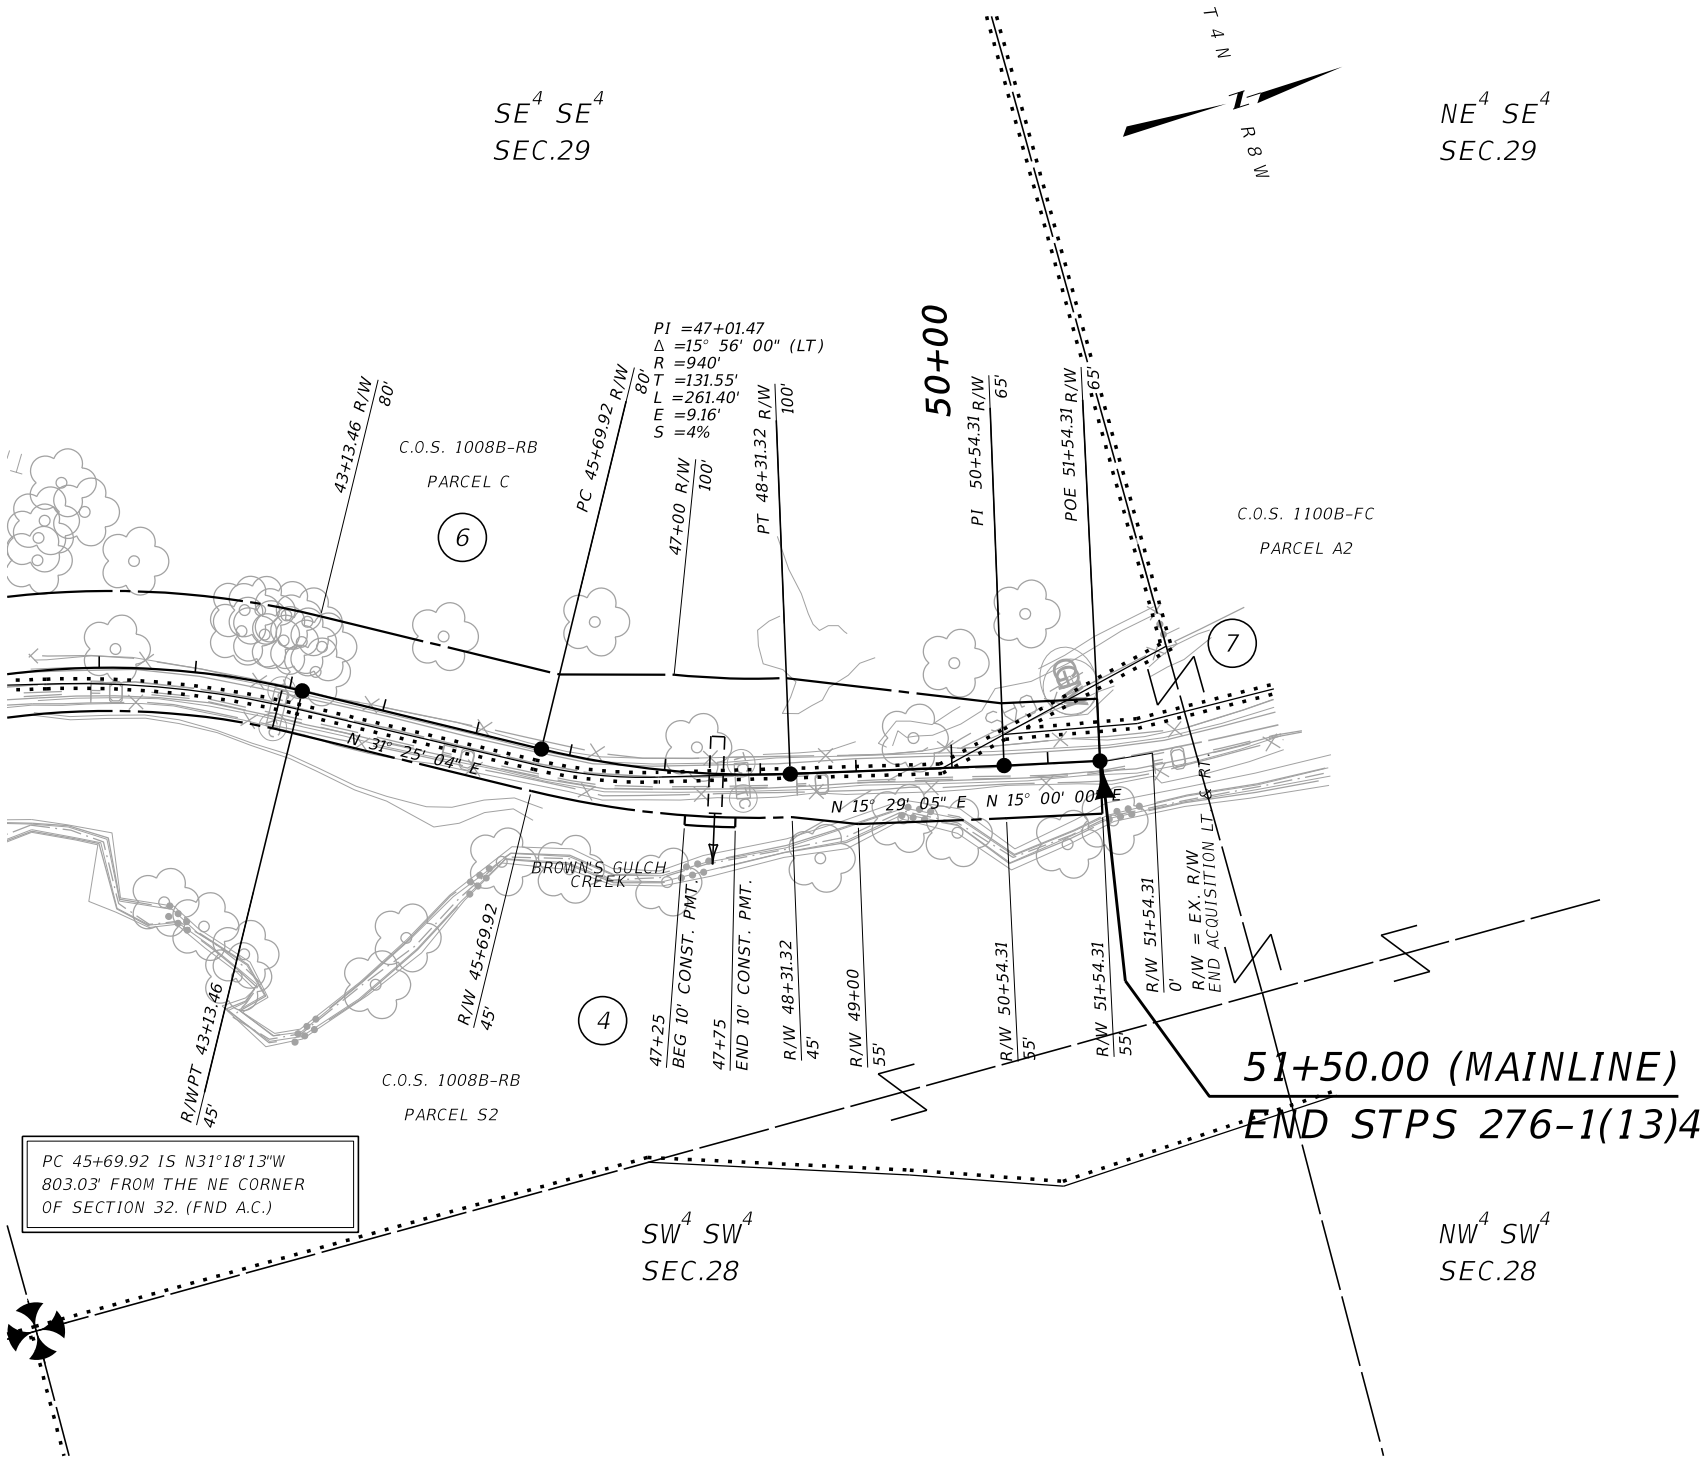 T 4 N
R 8 W
SE4 SE4
SEC.29
NE4 SE4
SEC.29
PI =47+01.47
Δ =15° 56' 00" (LT)
R =940'
T =131.55'
L =261.40'
E =9.16'
S =4%
50+00
43+13.46 R/W
80'
PC 45+69.92 R/W
80'
47+00 R/W
100'
PT 48+31.32 R/W
100'
PI 50+54.31 R/W
65'
POE 51+54.31 R/W
65'
C.O.S. 1008B-RB
PARCEL C
6
C.O.S. 1100B-FC
PARCEL A2
7
N 31° 25' 04" E
N 15° 29' 05" E
N 15° 00' 00" E
BROWN'S GULCH
CREEK
R/WPT 43+13.46
45'
R/W 45+69.92
45'
47+25
BEG 10' CONST. PMT.
47+75
END 10' CONST. PMT.
R/W 48+31.32
45'
R/W 49+00
55'
R/W 50+54.31
55'
R/W 51+54.31
55'
R/W 51+54.31
0'
R/W = EX. R/W
END ACQUISITION LT & RT
4
C.O.S. 1008B-RB
PARCEL S2
51+50.00 (MAINLINE)
END STPS 276-1(13)4
PC 45+69.92 IS N31°18'13"W
803.03' FROM THE NE CORNER
OF SECTION 32. (FND A.C.)
SW4 SW4
SEC.28
NW4 SW4
SEC.28